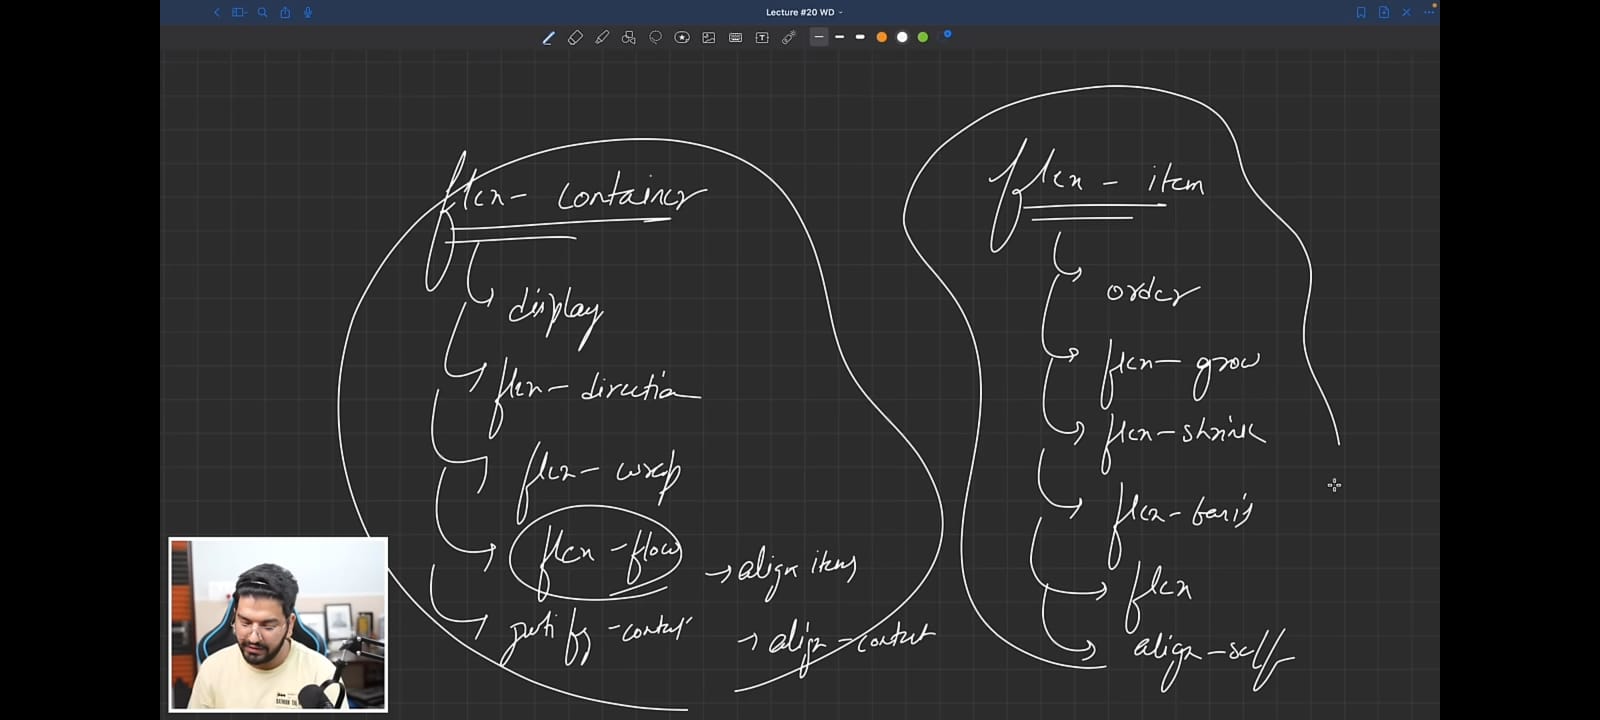 Lecture #20 WD
flex- container
display
flex- direction
flex- wrap
flex -flow
→ align items
justify -content
→ align -content
flex - item
order
flex- grow
flex-shrink
flex-basis
flex
align-self